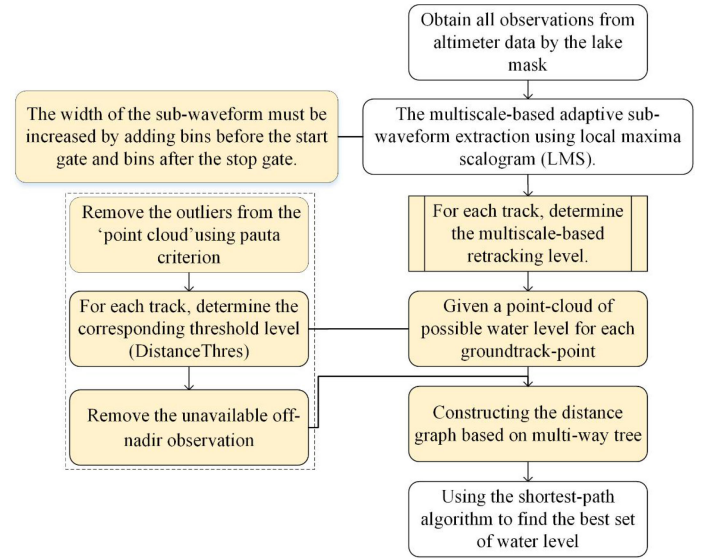 Obtain all observations from
altimeter data by the lake
mask
The width of the sub-waveform must be
increased by adding bins before the start
gate and bins after the stop gate.
The multiscale-based adaptive sub-
waveform extraction using local maxima
scalogram (LMS).
Remove the outliers from the
‘point cloud’using pauta
criterion
For each track, determine
the multiscale-based
retracking level.
For each track, determine the
corresponding threshold level
(DistanceThres)
Given a point-cloud of
possible water level for each
groundtrack-point
Remove the unavailable off-
nadir observation
Constructing the distance
graph based on multi-way tree
Using the shortest-path
algorithm to find the best set
of water level